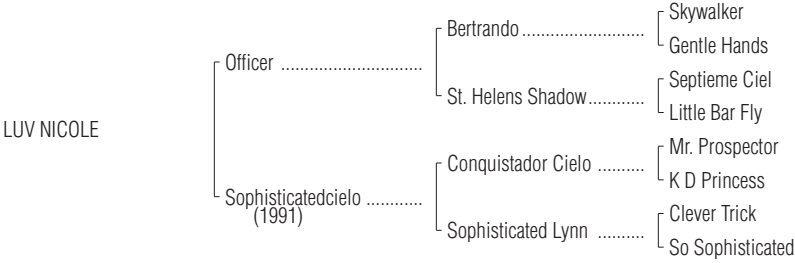 Skywalker
Bertrando ........................
Gentle Hands
Officer ............................
Septieme Ciel
St. Helens Shadow...........
Little Bar Fly
LUV NICOLE
Mr. Prospector
Conquistador Cielo .........
K D Princess
Sophisticatedcielo ...........
(1991)
Clever Trick
Sophisticated Lynn .........
So Sophisticated